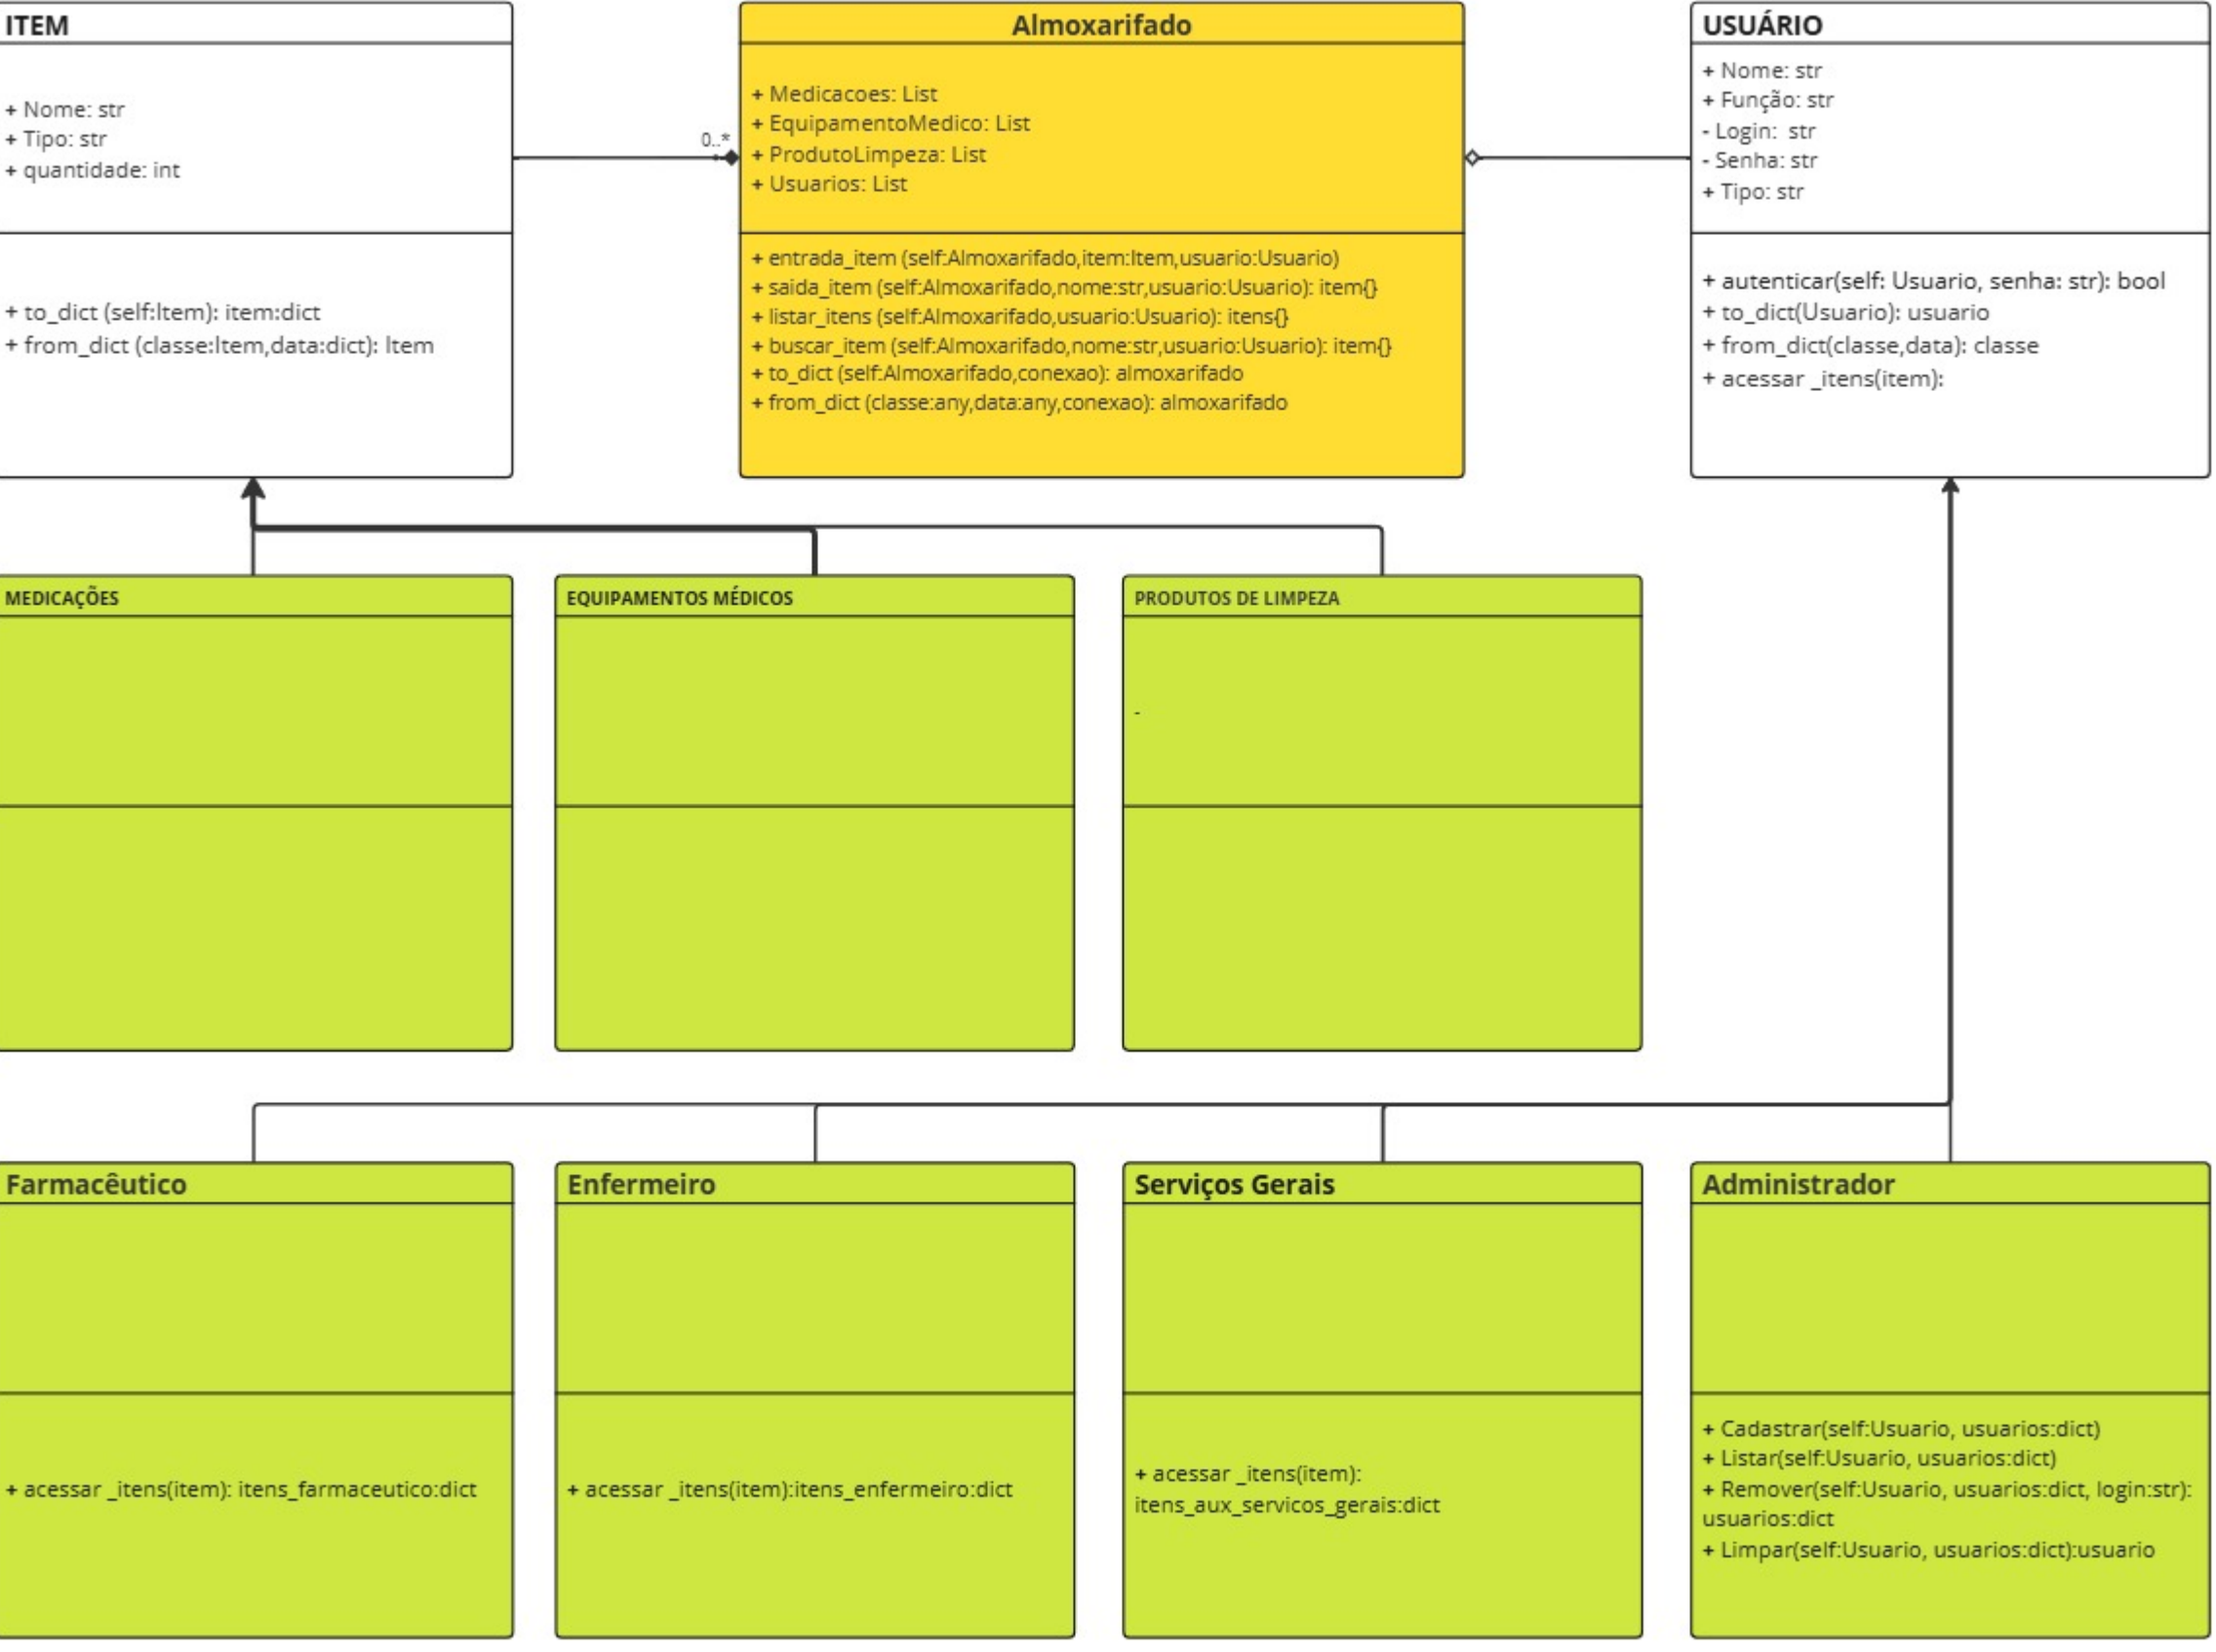 ITEM
+ Nome: str
+ Tipo: str
+ quantidade: int
+ to_dict (self:Item): item:dict
+ from_dict (classe:Item,data:dict): Item
0..*
Almoxarifado
+ Medicacoes: List
+ EquipamentoMedico: List
+ ProdutoLimpeza: List
+ Usuarios: List
+ entrada_item (self:Almoxarifado,item:Item,usuario:Usuario)
+ saida_item (self:Almoxarifado,nome:str,usuario:Usuario): item{}
+ listar_itens (self:Almoxarifado,usuario:Usuario): itens{}
+ buscar_item (self:Almoxarifado,nome:str,usuario:Usuario): item{}
+ to_dict (self:Almoxarifado,conexao): almoxarifado
+ from_dict (classe:any,data:any,conexao): almoxarifado
USUÁRIO
+ Nome: str
+ Função: str
- Login:  str
- Senha: str
+ Tipo: str
+ autenticar(self: Usuario, senha: str): bool
+ to_dict(Usuario): usuario
+ from_dict(classe,data): classe
+ acessar _itens(item):
MEDICAÇÕES
EQUIPAMENTOS MÉDICOS
PRODUTOS DE LIMPEZA
-
Farmacêutico
+ acessar _itens(item): itens_farmaceutico:dict
Enfermeiro
+ acessar _itens(item):itens_enfermeiro:dict
Serviços Gerais
+ acessar _itens(item):
itens_aux_servicos_gerais:dict
Administrador
+ Cadastrar(self:Usuario, usuarios:dict)
+ Listar(self:Usuario, usuarios:dict)
+ Remover(self:Usuario, usuarios:dict, login:str):
usuarios:dict
+ Limpar(self:Usuario, usuarios:dict):usuario